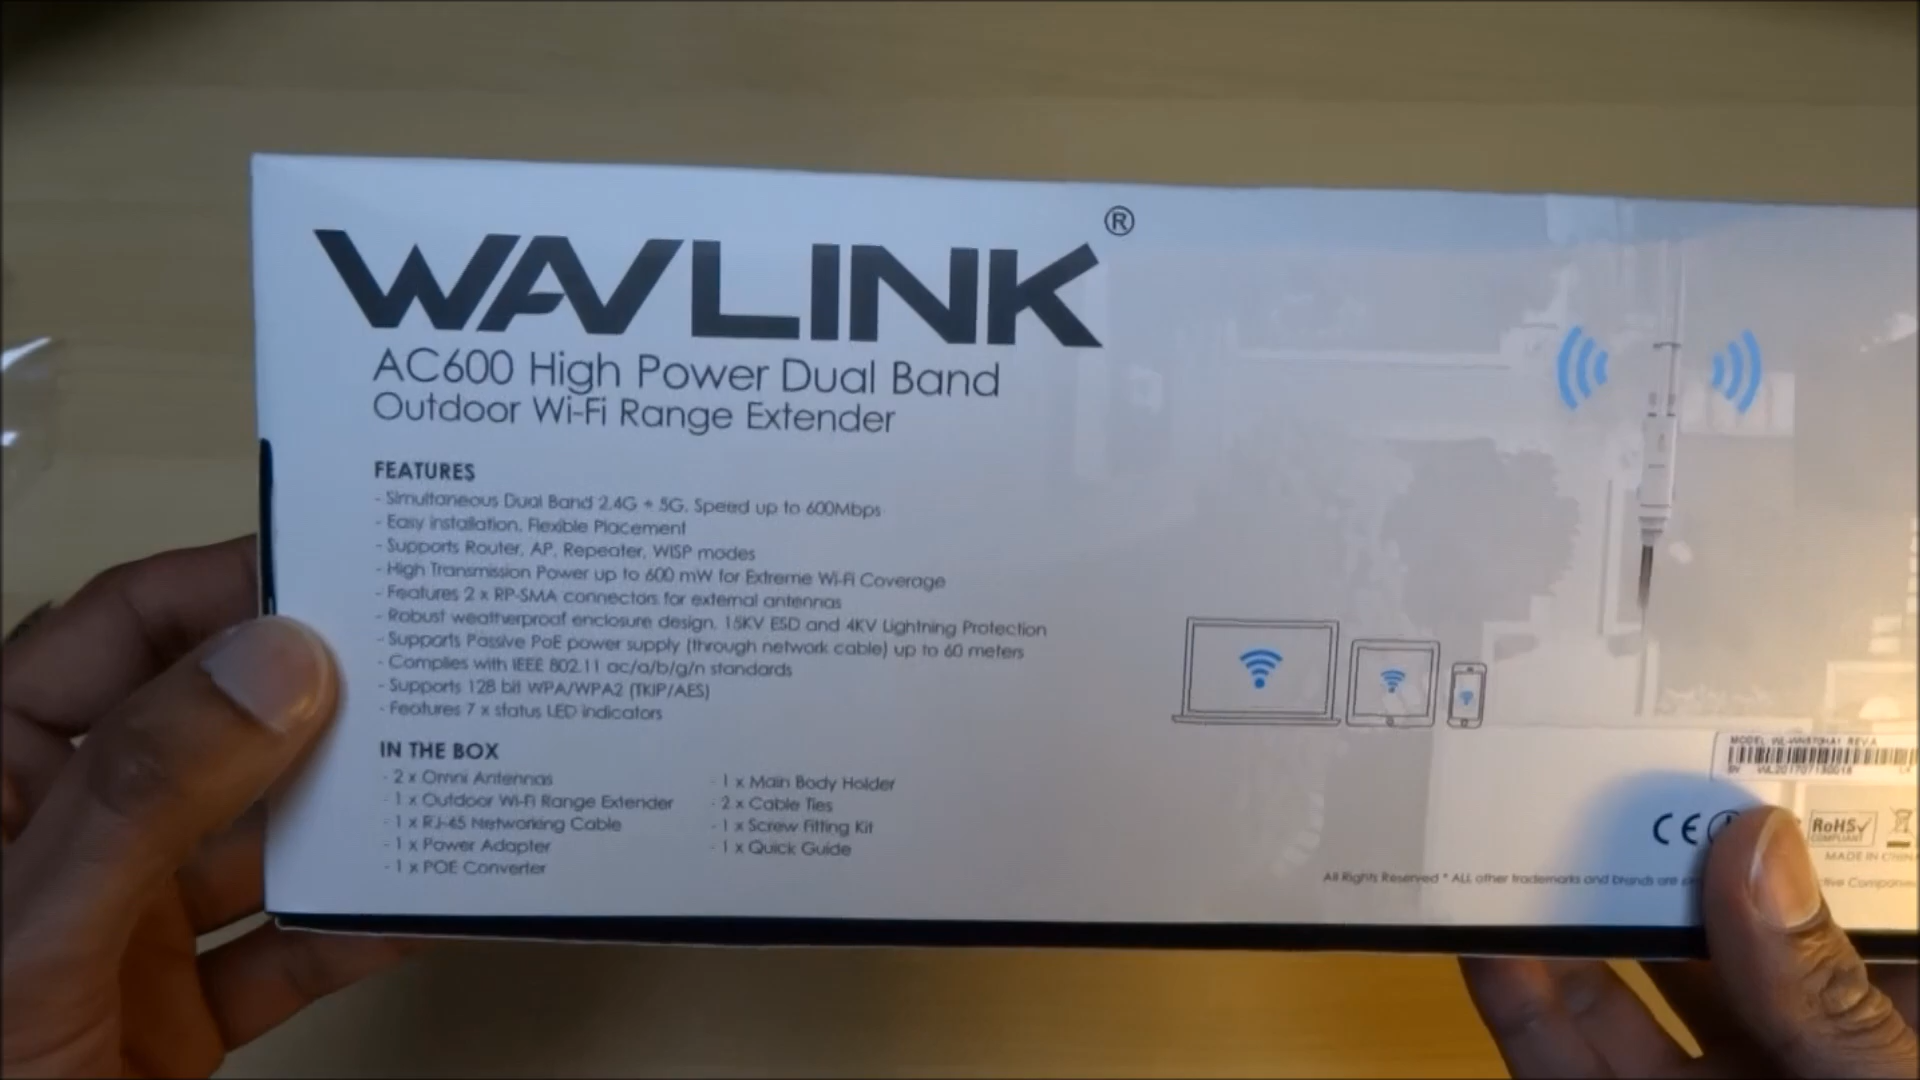 WAVLINK®
AC600 High Power Dual Band
Outdoor Wi-Fi Range Extender
FEATURES
- Simultaneous Dual Band 2.4G + 5G, Speed up to 600Mbps
- Easy installation, Flexible Placement
- Supports Router, AP, Repeater, WISP modes
- High Transmission Power up to 600 mW for Extreme Wi-Fi Coverage
- Features 2 x RP-SMA connectors for external antennas
- Robust weatherproof enclosure design, 15KV ESD and 4KV Lightning Protection
- Supports Passive PoE power supply (through network cable) up to 60 meters
- Complies with IEEE 802.11 ac/a/b/g/n standards
- Supports 128 bit WPA/WPA2 (TKIP/AES)
- Features 7 x status LED indicators
IN THE BOX
- 2 x Omni Antennas
- 1 x Outdoor Wi-Fi Range Extender
- 1 x RJ-45 Networking Cable
- 1 x Power Adapter
- 1 x POE Converter
- 1 x Main Body Holder
- 2 x Cable Ties
- 1 x Screw Fitting Kit
- 1 x Quick Guide
MODEL: WL-WN570HA1 REV.A
CE
RoHS
COMPLIANT
MADE IN CHINA
All Rights Reserved * ALL other trademarks and brands are